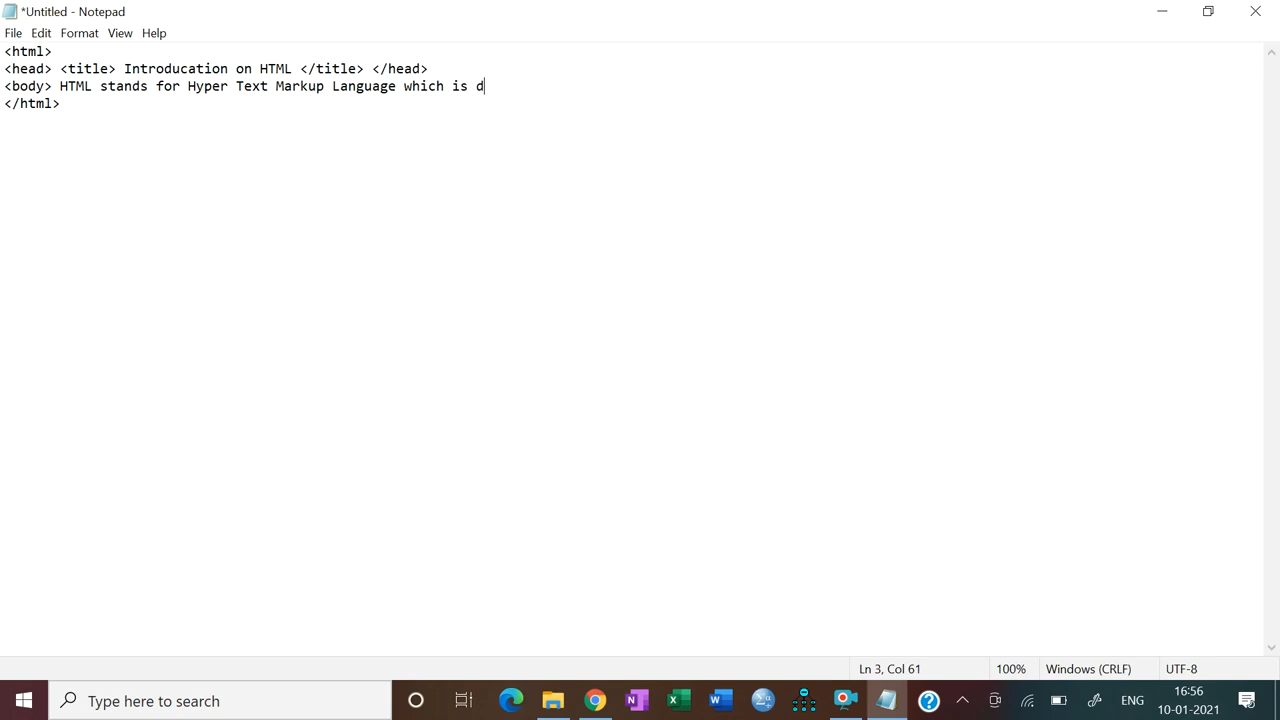 *Untitled - Notepad
File Edit Format View Help
<html>
<head> <title> Introducation on HTML </title> </head>
<body> HTML stands for Hyper Text Markup Language which is d
</html>
Ln 3, Col 61 100% Windows (CRLF) UTF-8
Type here to search
ENG
16:56
10-01-2021